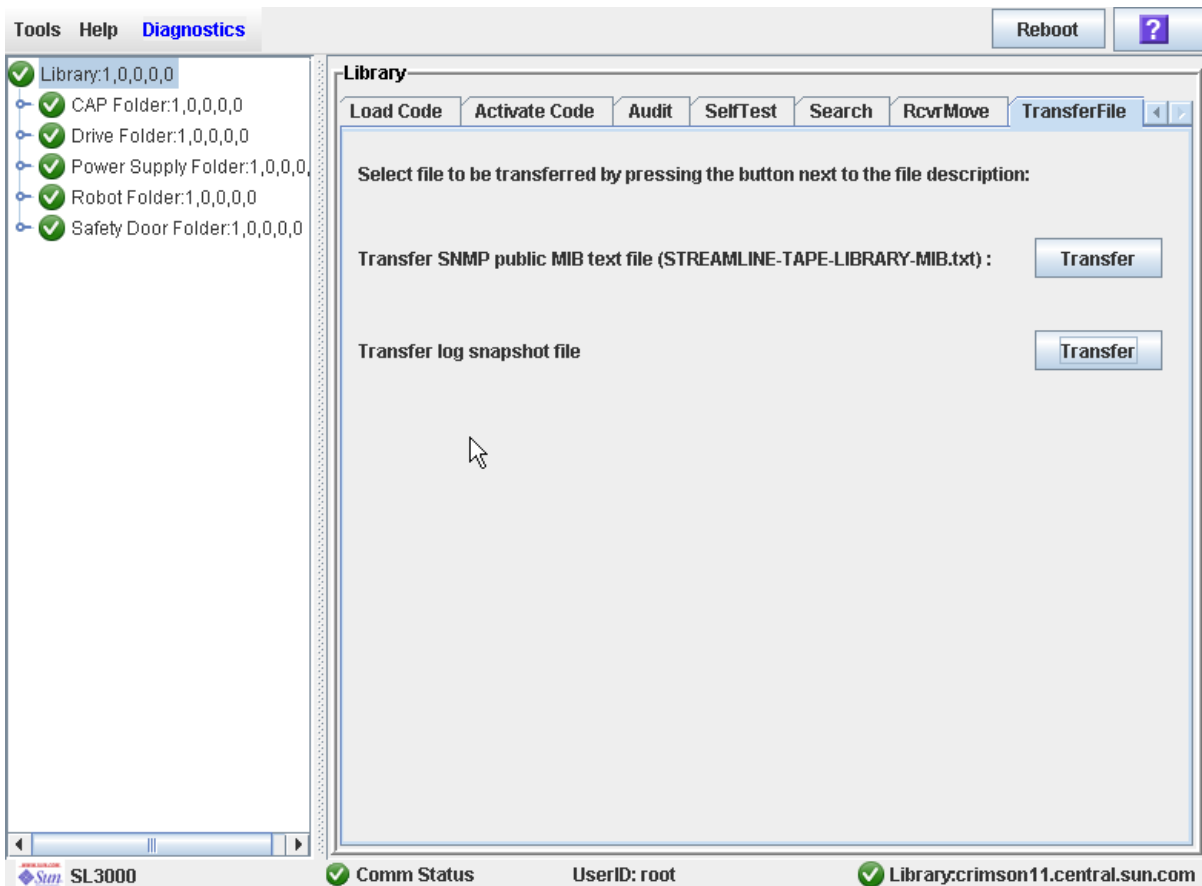 Tools Help Diagnostics
Reboot ?
Library:1,0,0,0,0
CAP Folder:1,0,0,0,0
Drive Folder:1,0,0,0,0
Power Supply Folder:1,0,0,0,
Robot Folder:1,0,0,0,0
Safety Door Folder:1,0,0,0,0
Library
Load Code Activate Code Audit SelfTest Search RcvrMove TransferFile
Select file to be transferred by pressing the button next to the file description:
Transfer SNMP public MIB text file (STREAMLINE-TAPE-LIBRARY-MIB.txt) : Transfer
Transfer log snapshot file Transfer
WWW.SUN.COM
Sun SL3000 Comm Status UserID: root Library:crimson11.central.sun.com